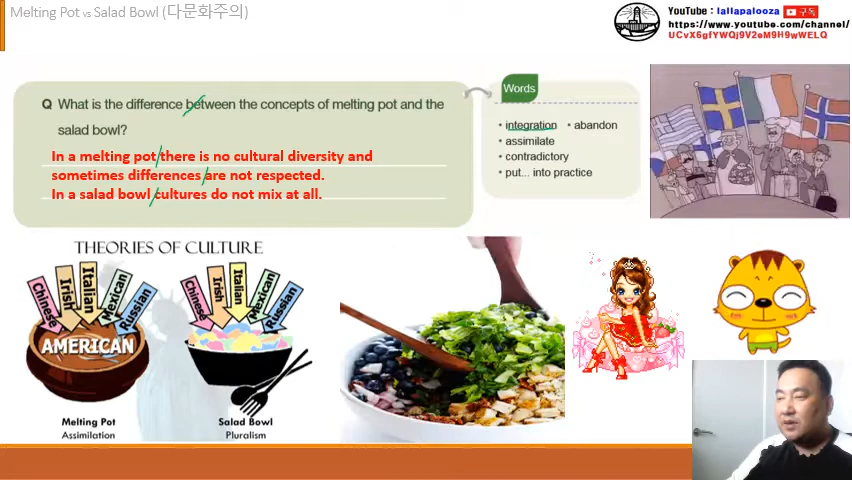 Melting Pot vs Salad Bowl (다문화주의)
YouTube : lallapalooza 구독
https://www.youtube.com/channel/
UCvX6gfYWQj9V2eM9H9wWELQ
Q What is the difference between the concepts of melting pot and the
salad bowl?
In a melting pot there is no cultural diversity and
sometimes differences are not respected.
In a salad bowl cultures do not mix at all.
Words
• integration • abandon
• assimilate
• contradictory
• put... into practice
THEORIES OF CULTURE
Chinese
Irish
Italian
Mexican
Russian
AMERICAN
Melting Pot
Assimilation
Chinese
Irish
Italian
Mexican
Russian
Salad Bowl
Pluralism